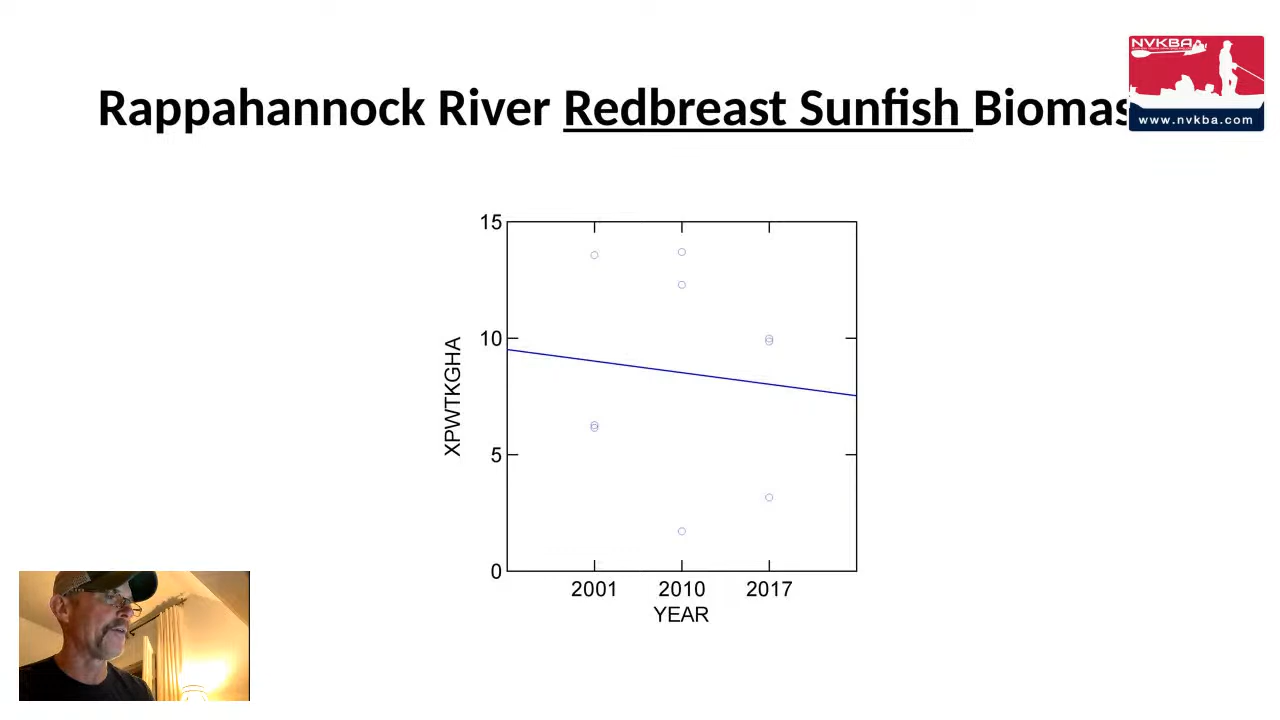 NVKBA
www.nvkba.com
Rappahannock River Redbreast Sunfish Biomas
15
10
5
0
XPWTKGHA
2001 2010 2017
YEAR